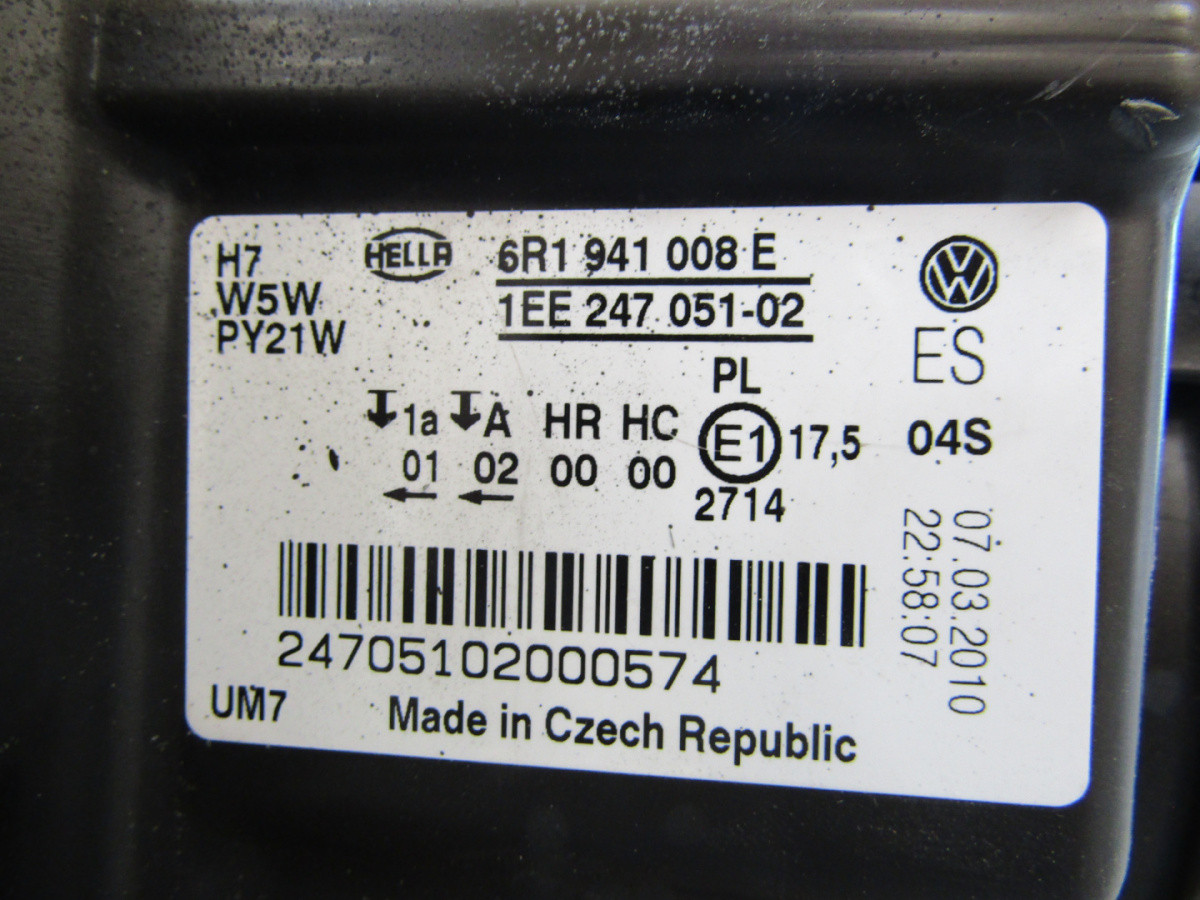 H7
W5W
PY21W
HELLA
6R1 941 008 E
1EE 247 051-02
ES
PL
1a A HR HC E1 17,5 04S
01 02 00 00 2714
07.03.2010
22:58:07
24705102000574
UM7
Made in Czech Republic